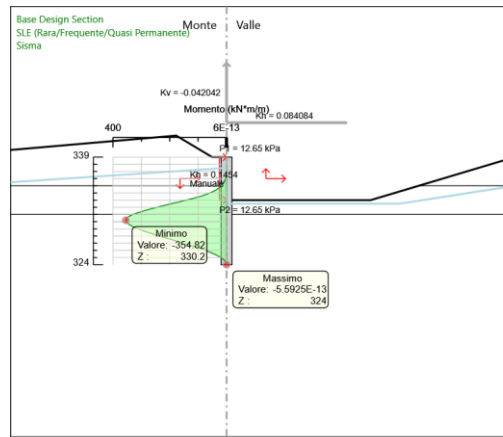 Base Design Section
SLE (Rara/Frequente/Quasi Permanente)
Sisma
Monte
Valle
Kv = -0.042042
Momento (kN*m/m)
Kh = 0.084084
400
6E-13
P1 = 12.65 kPa
339
Kh = 0.1454
Manuale
P2 = 12.65 kPa
Minimo
Valore: -354.82
Z : 330.2
324
Massimo
Valore: -5.5925E-13
Z : 324